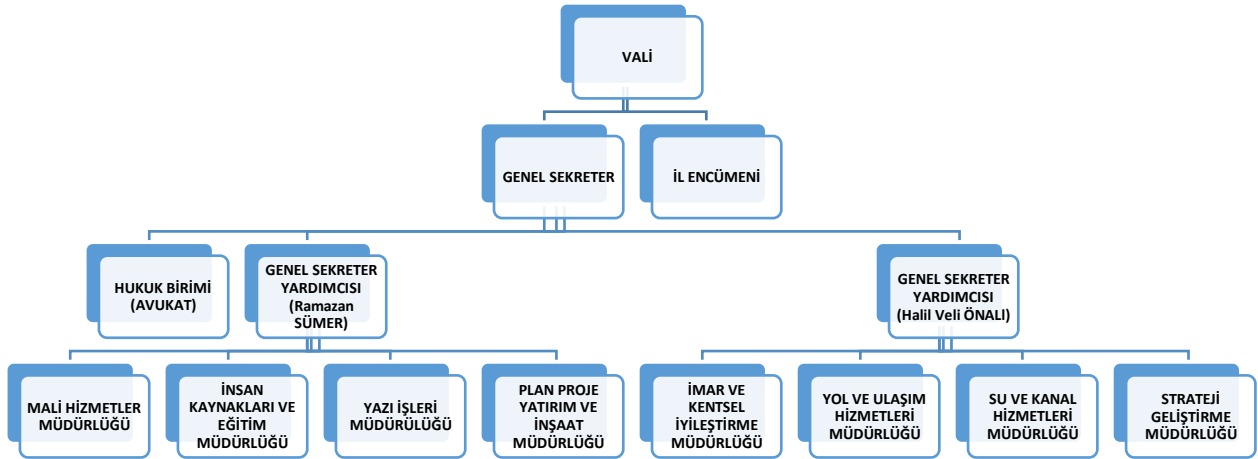 VALİ
GENEL SEKRETER
İL ENCÜMENİ
HUKUK BİRİMİ
(AVUKAT)
GENEL SEKRETER
YARDIMCISI
(Ramazan
SÜMER)
GENEL SEKRETER
YARDIMCISI
(Halil Veli ÖNALI)
MALİ HİZMETLER
MÜDÜRLÜĞÜ
İNSAN
KAYNAKLARI VE
EĞİTİM
MÜDÜRLÜĞÜ
YAZI İŞLERİ
MÜDÜRÜLÜĞÜ
PLAN PROJE
YATIRIM VE
İNŞAAT
MÜDÜRLÜĞÜ
İMAR VE
KENTSEL
İYİLEŞTİRME
MÜDÜRLÜĞÜ
YOL VE ULAŞIM
HİZMETLERİ
MÜDÜRLÜĞÜ
SU VE KANAL
HİZMETLERİ
MÜDÜRLÜĞÜ
STRATEJİ
GELİŞTİRME
MÜDÜRLÜĞÜ